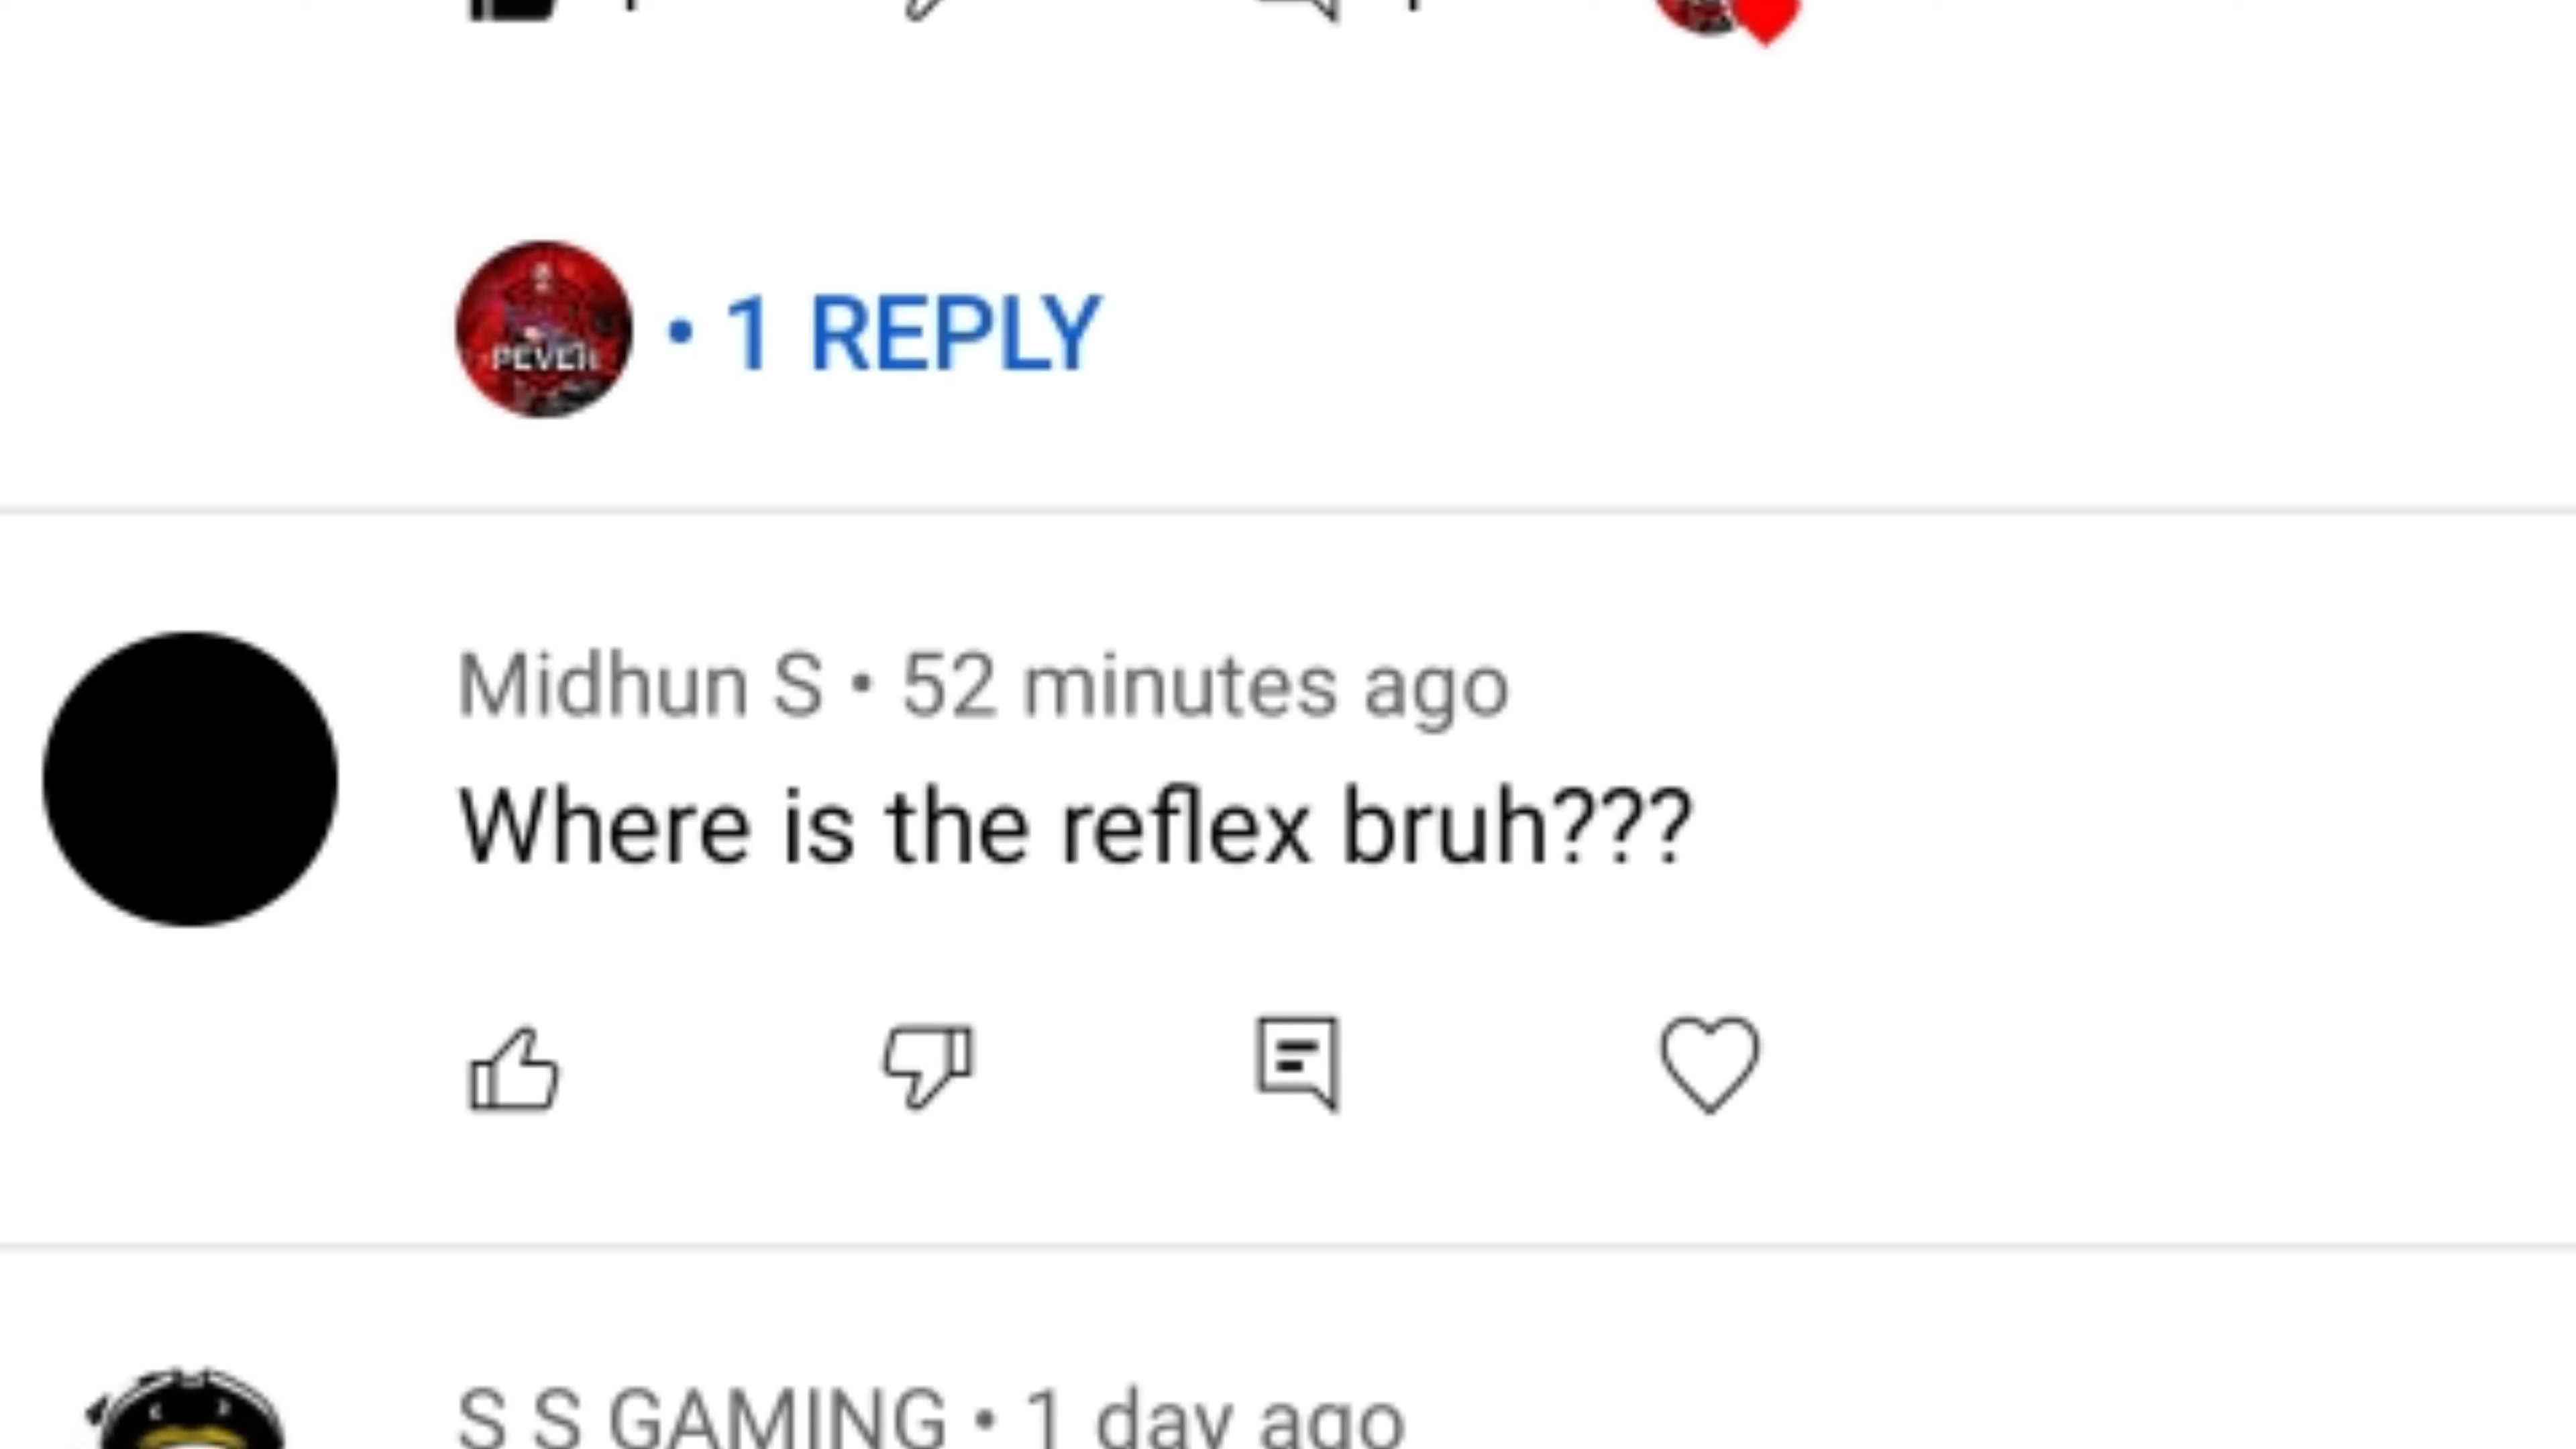 • 1 REPLY
Midhun S • 52 minutes ago
Where is the reflex bruh???
S S GAMING • 1 day ago